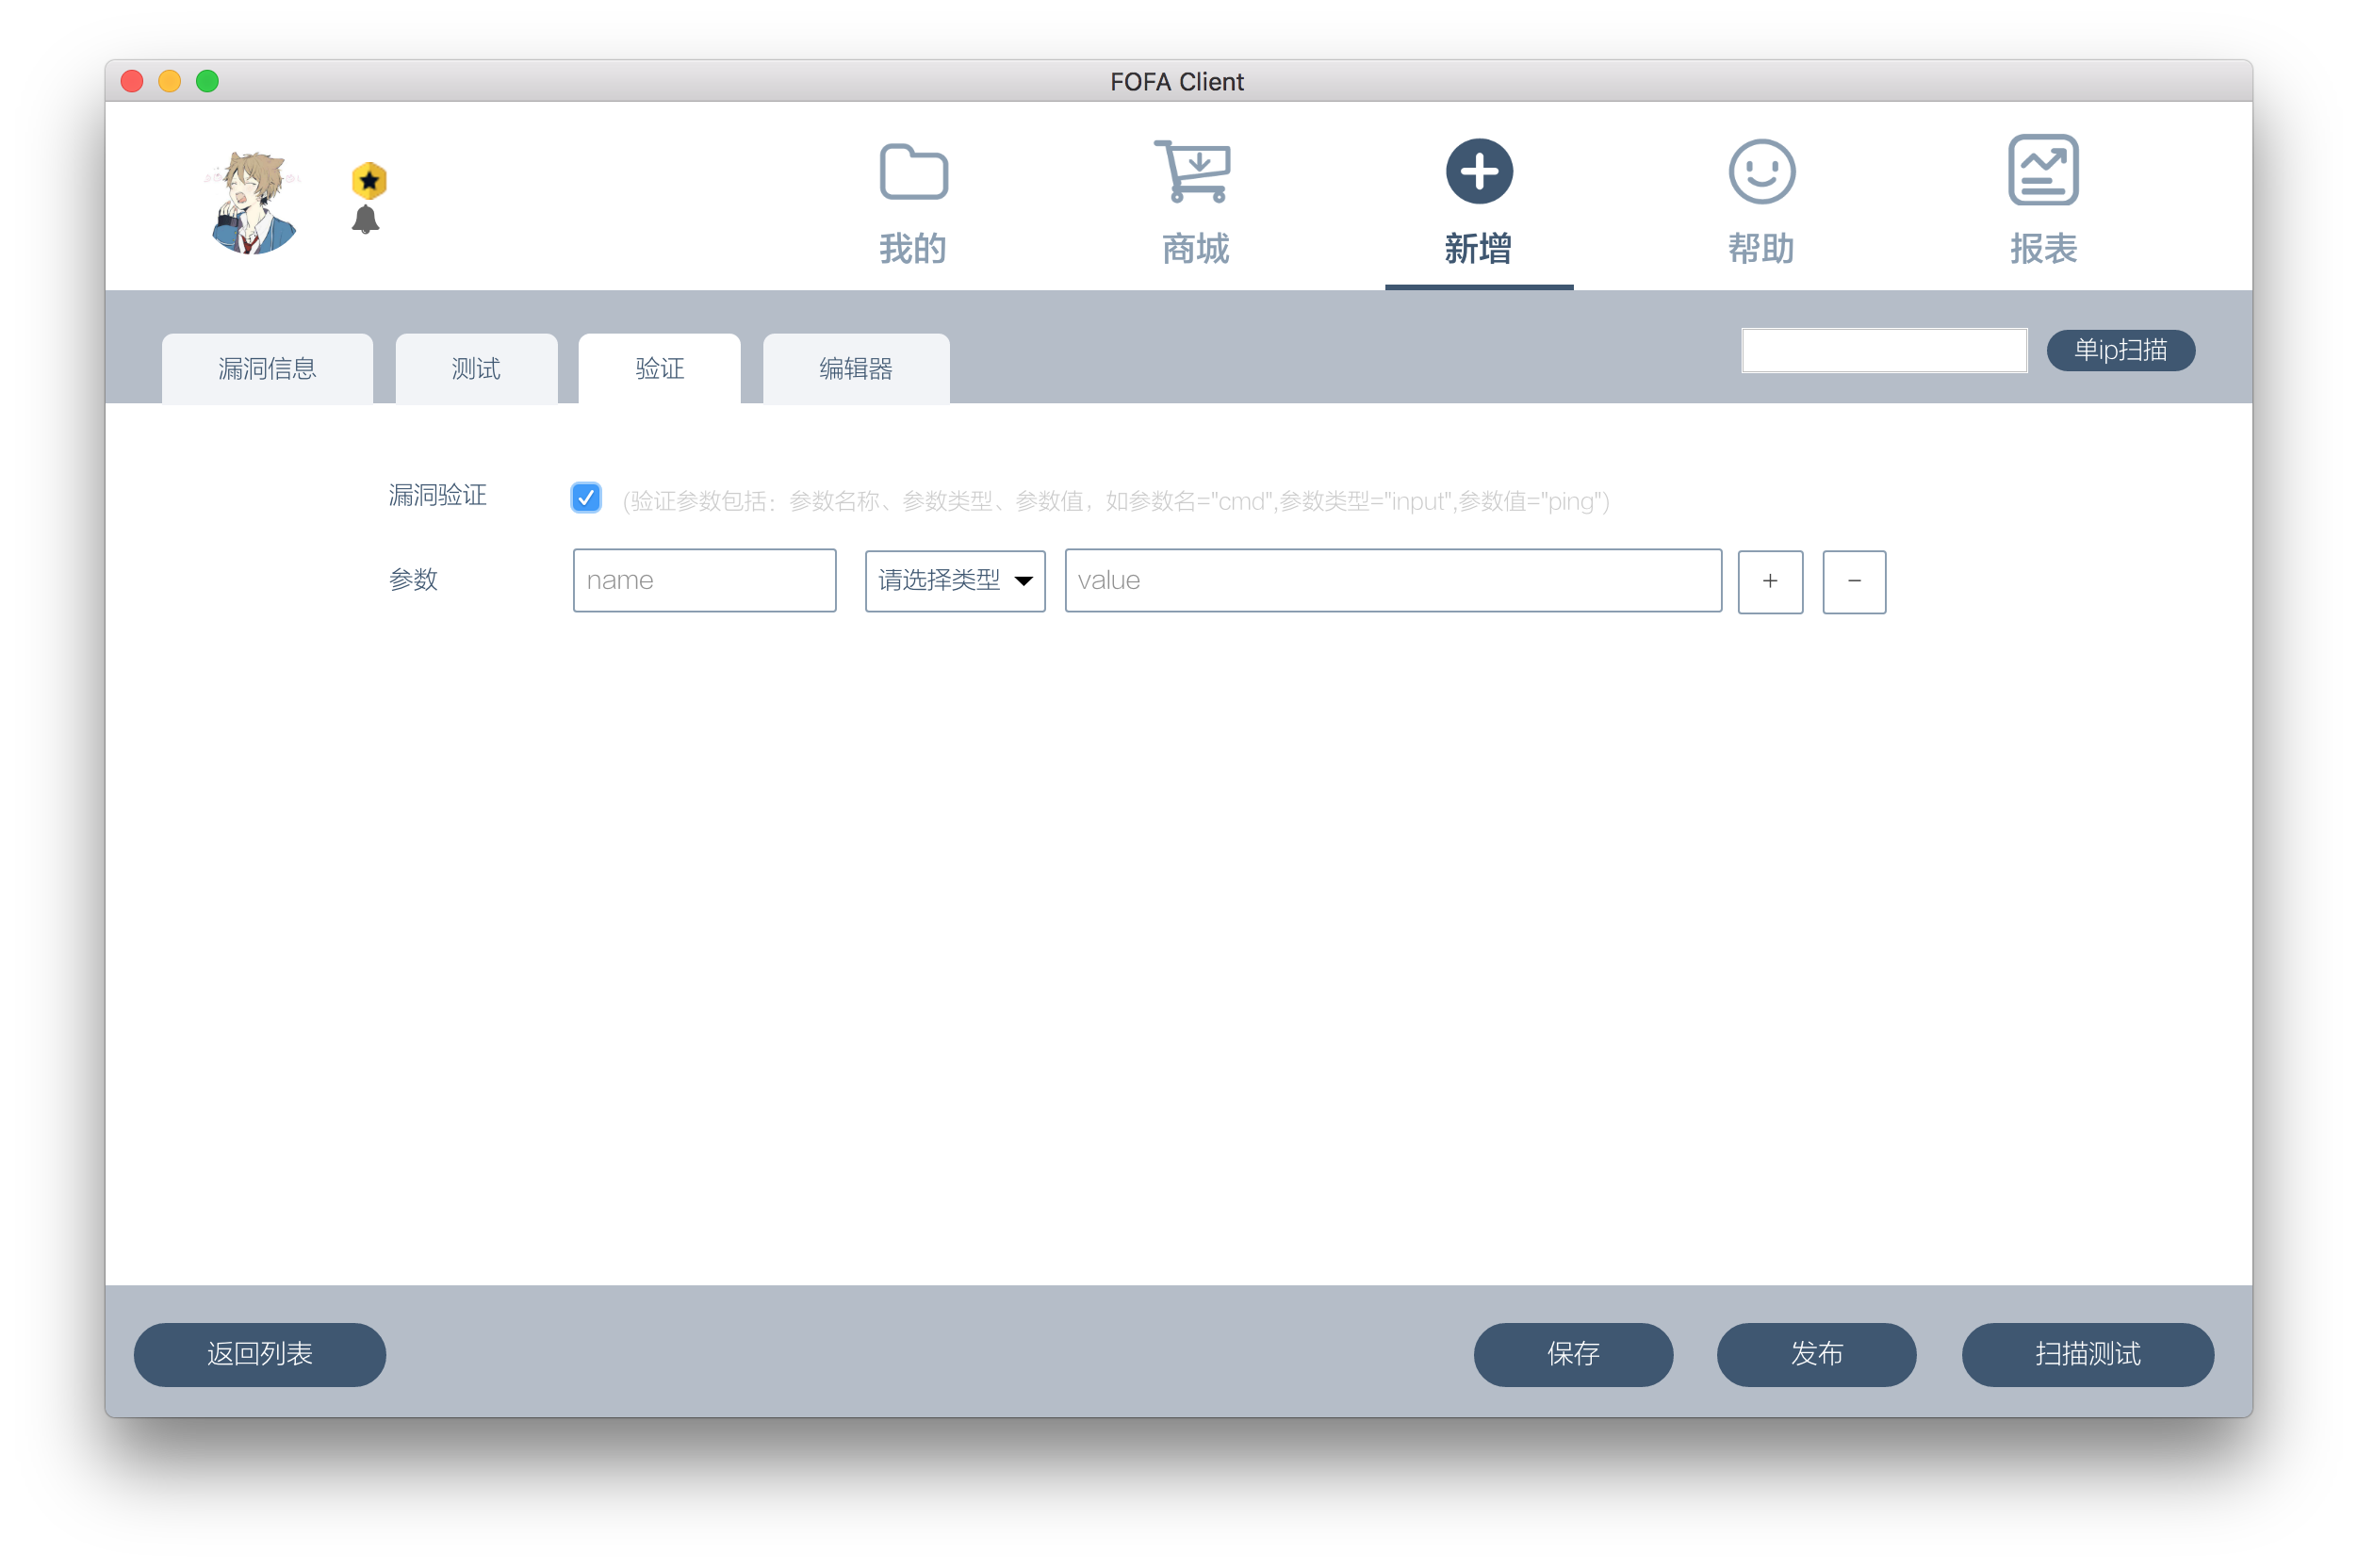 FOFA Client
我的 商城 新增 帮助 报表
漏洞信息 测试 验证 编辑器 单ip扫描
漏洞验证 (验证参数包括：参数名称、参数类型、参数值，如参数名="cmd",参数类型="input",参数值="ping")
参数 name 请选择类型 value + −
返回列表 保存 发布 扫描测试